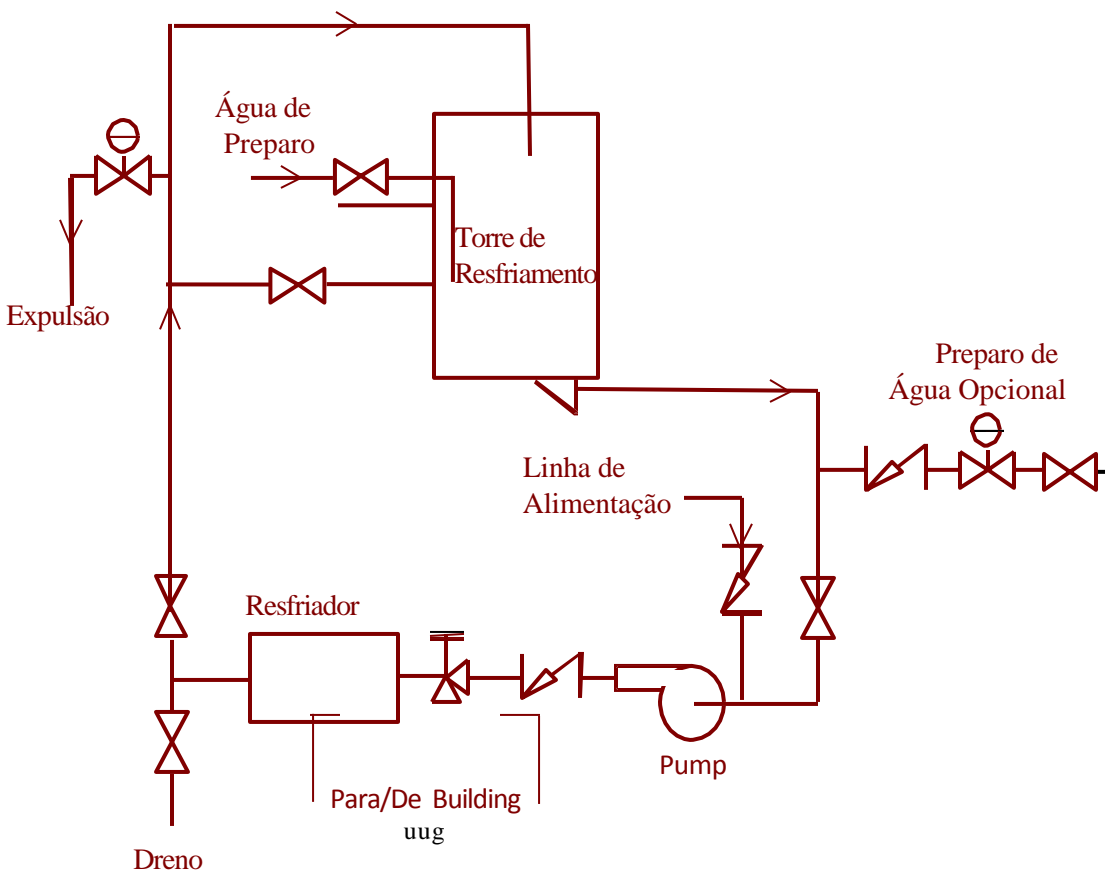 Água de
Preparo
Torre de
Resfriamento
Expulsão
Preparo de
Água Opcional
Linha de
Alimentação
Resfriador
Pump
Para/De Building
uug
Dreno